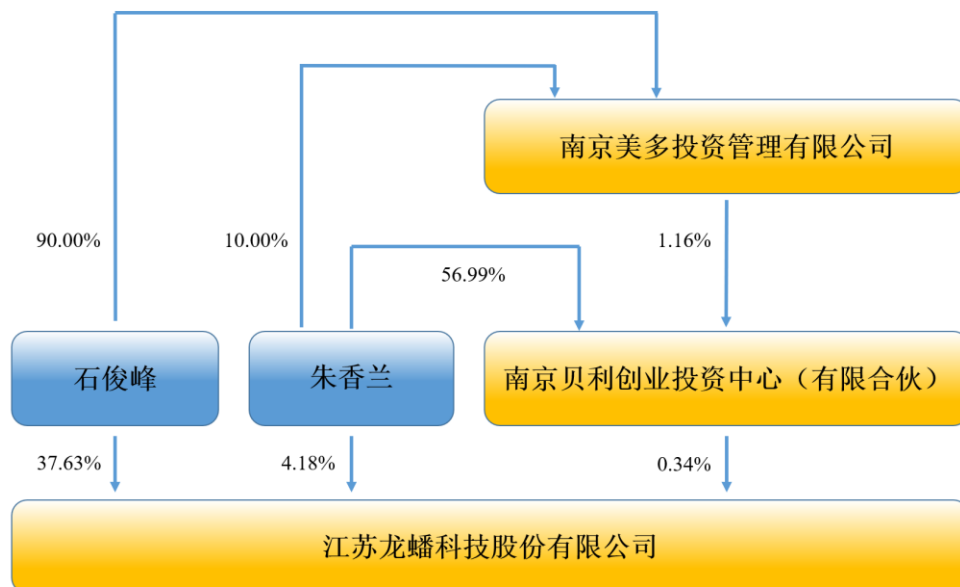 南京美多投资管理有限公司
90.00%
10.00%
1.16%
56.99%
石俊峰
朱香兰
南京贝利创业投资中心（有限合伙）
37.63%
4.18%
0.34%
江苏龙蟠科技股份有限公司